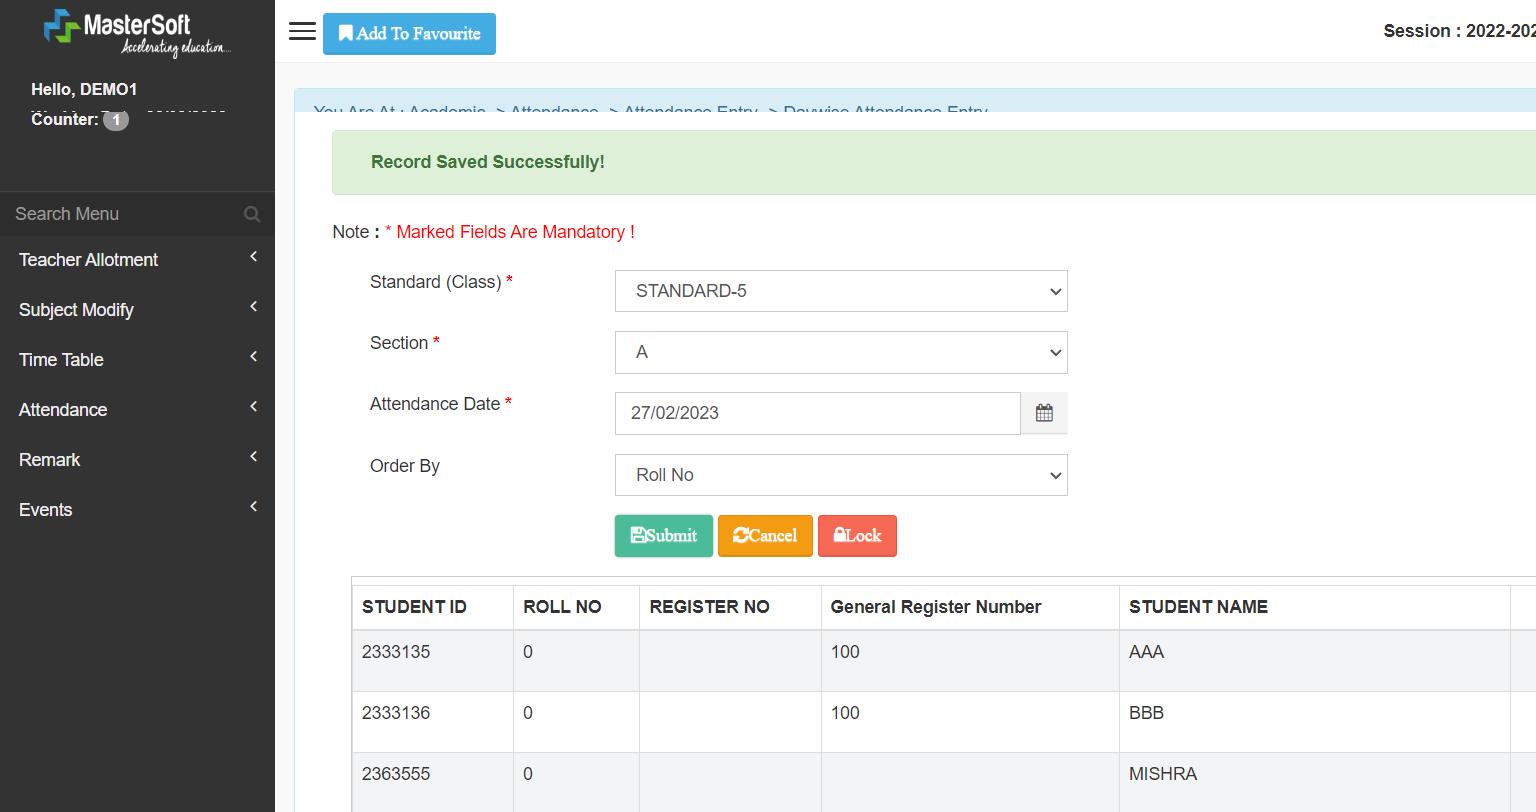 MasterSoft
Accelerating education....
Hello, DEMO1
Counter: 1
Search Menu
Teacher Allotment
Subject Modify
Time Table
Attendance
Remark
Events
Add To Favourite
Session : 2022-202
You Are At : Academic -> Attendance -> Attendance Entry -> Daywise Attendance Entry
Record Saved Successfully!
Note : * Marked Fields Are Mandatory !
Standard (Class) * STANDARD-5
Section * A
Attendance Date * 27/02/2023
Order By Roll No
Submit Cancel Lock
STUDENT ID ROLL NO REGISTER NO General Register Number STUDENT NAME
2333135 0 100 AAA
2333136 0 100 BBB
2363555 0 MISHRA